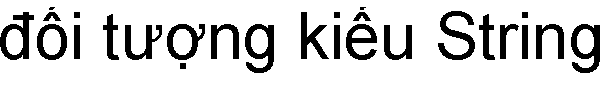 đối tượng kiểu String